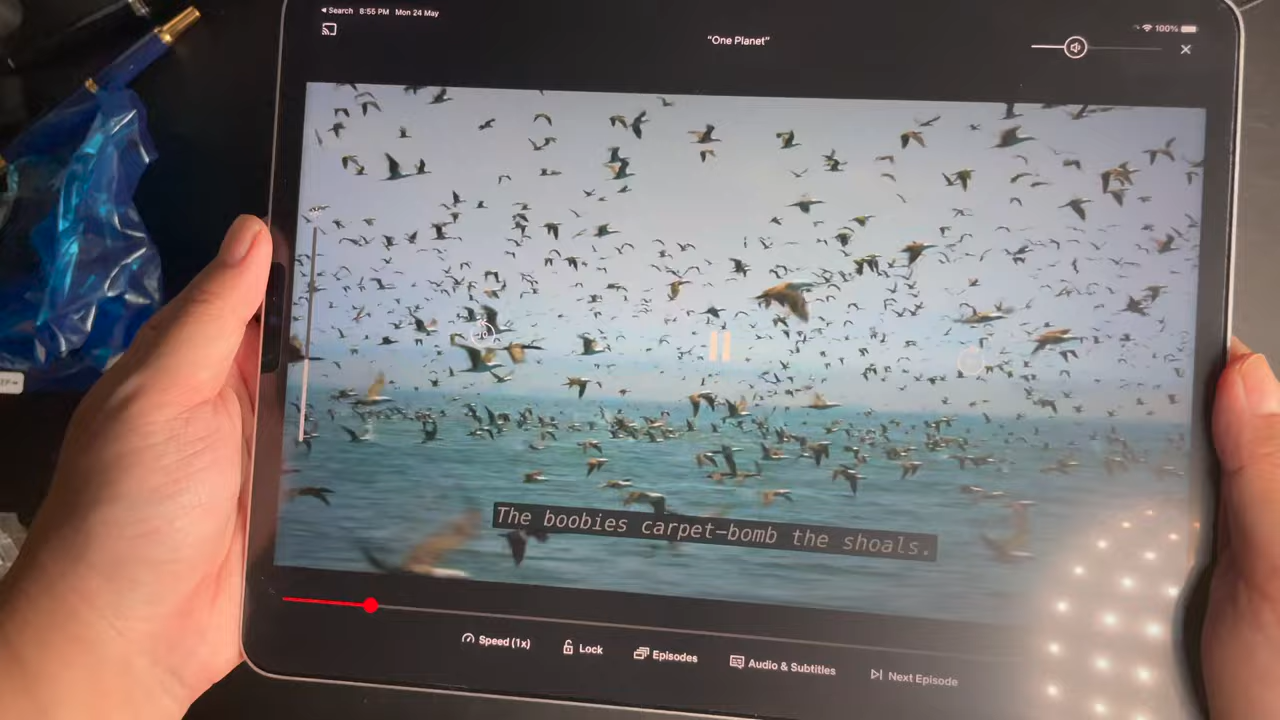 Search 8:55 PM Mon 24 May
100%
"One Planet"
The boobies carpet-bomb the shoals.
Speed (1x) Lock Episodes Audio & Subtitles Next Episode